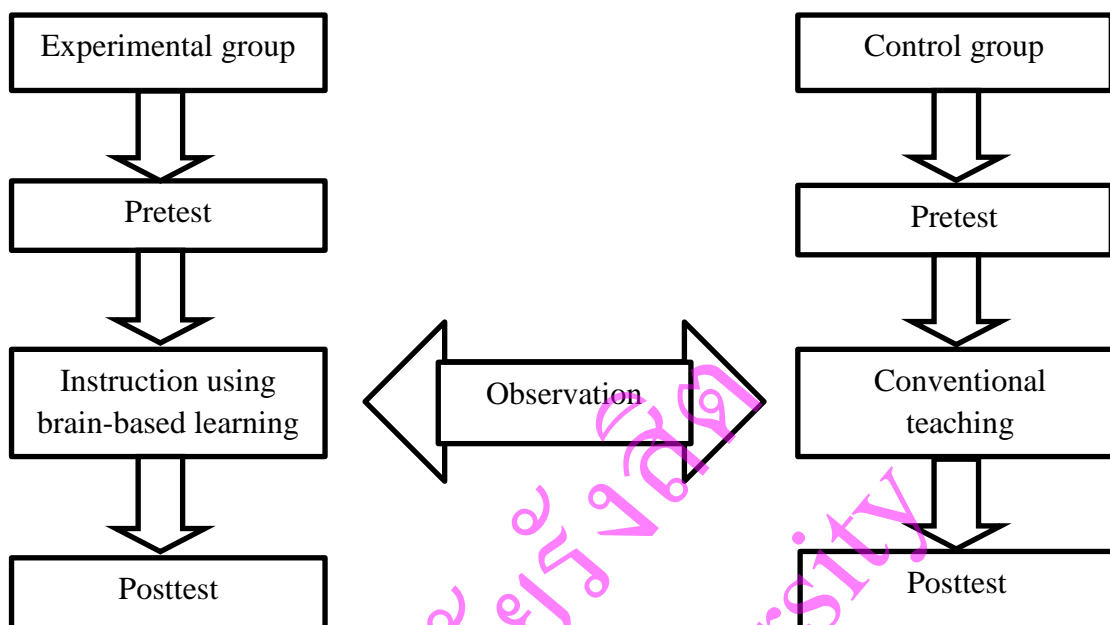 Experimental group
Control group
Pretest
Pretest
Instruction using
brain-based learning
Observation
Conventional
teaching
Posttest
Posttest